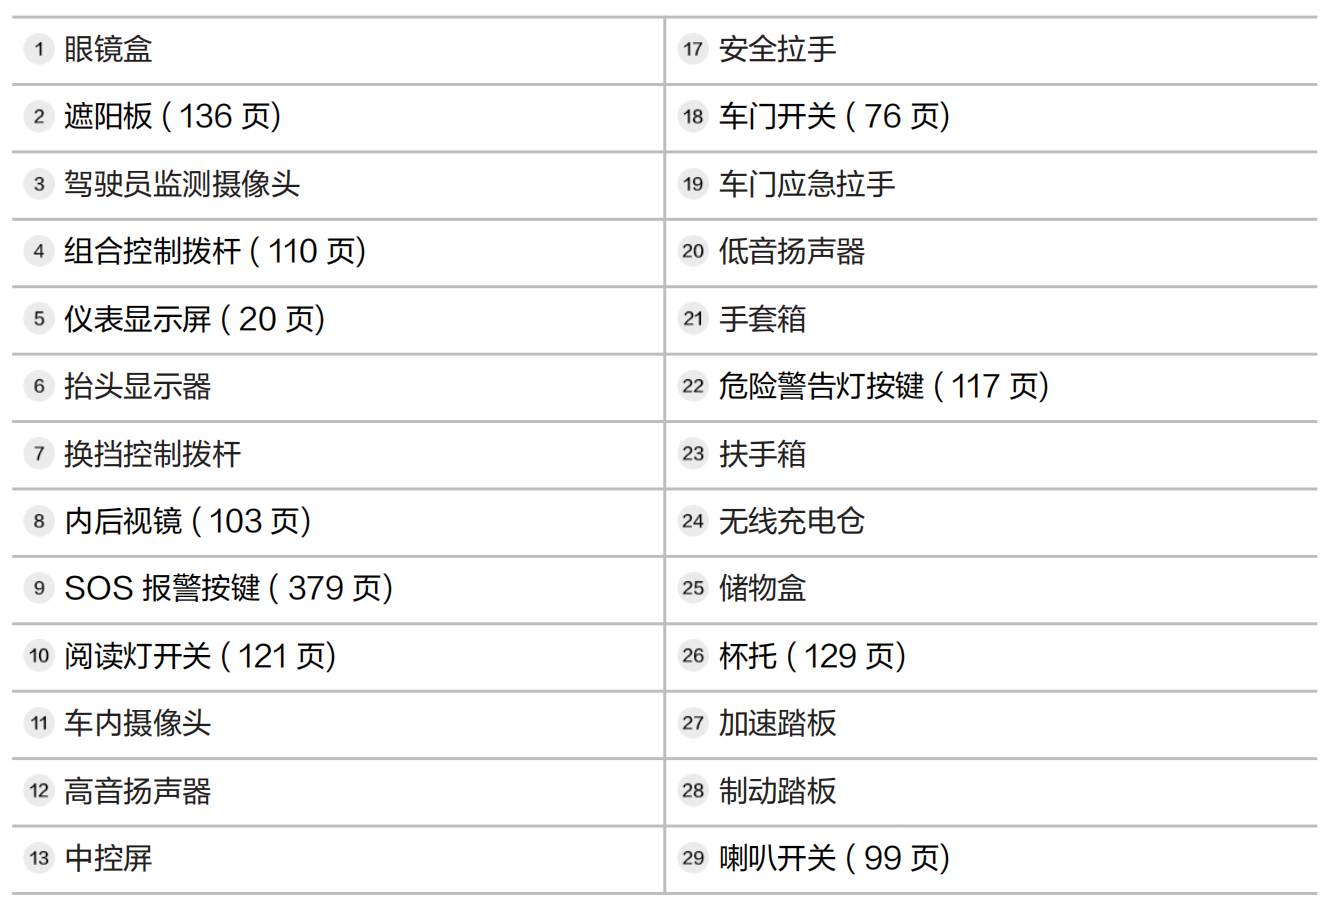 1 眼镜盒
2 遮阳板 ( 136 页)
3 驾驶员监测摄像头
4 组合控制拨杆 ( 110 页)
5 仪表显示屏 ( 20 页)
6 抬头显示器
7 换挡控制拨杆
8 内后视镜 ( 103 页)
9 SOS 报警按键 ( 379 页)
10 阅读灯开关 ( 121 页)
11 车内摄像头
12 高音扬声器
13 中控屏
17 安全拉手
18 车门开关 ( 76 页)
19 车门应急拉手
20 低音扬声器
21 手套箱
22 危险警告灯按键 ( 117 页)
23 扶手箱
24 无线充电仓
25 储物盒
26 杯托 ( 129 页)
27 加速踏板
28 制动踏板
29 喇叭开关 ( 99 页)